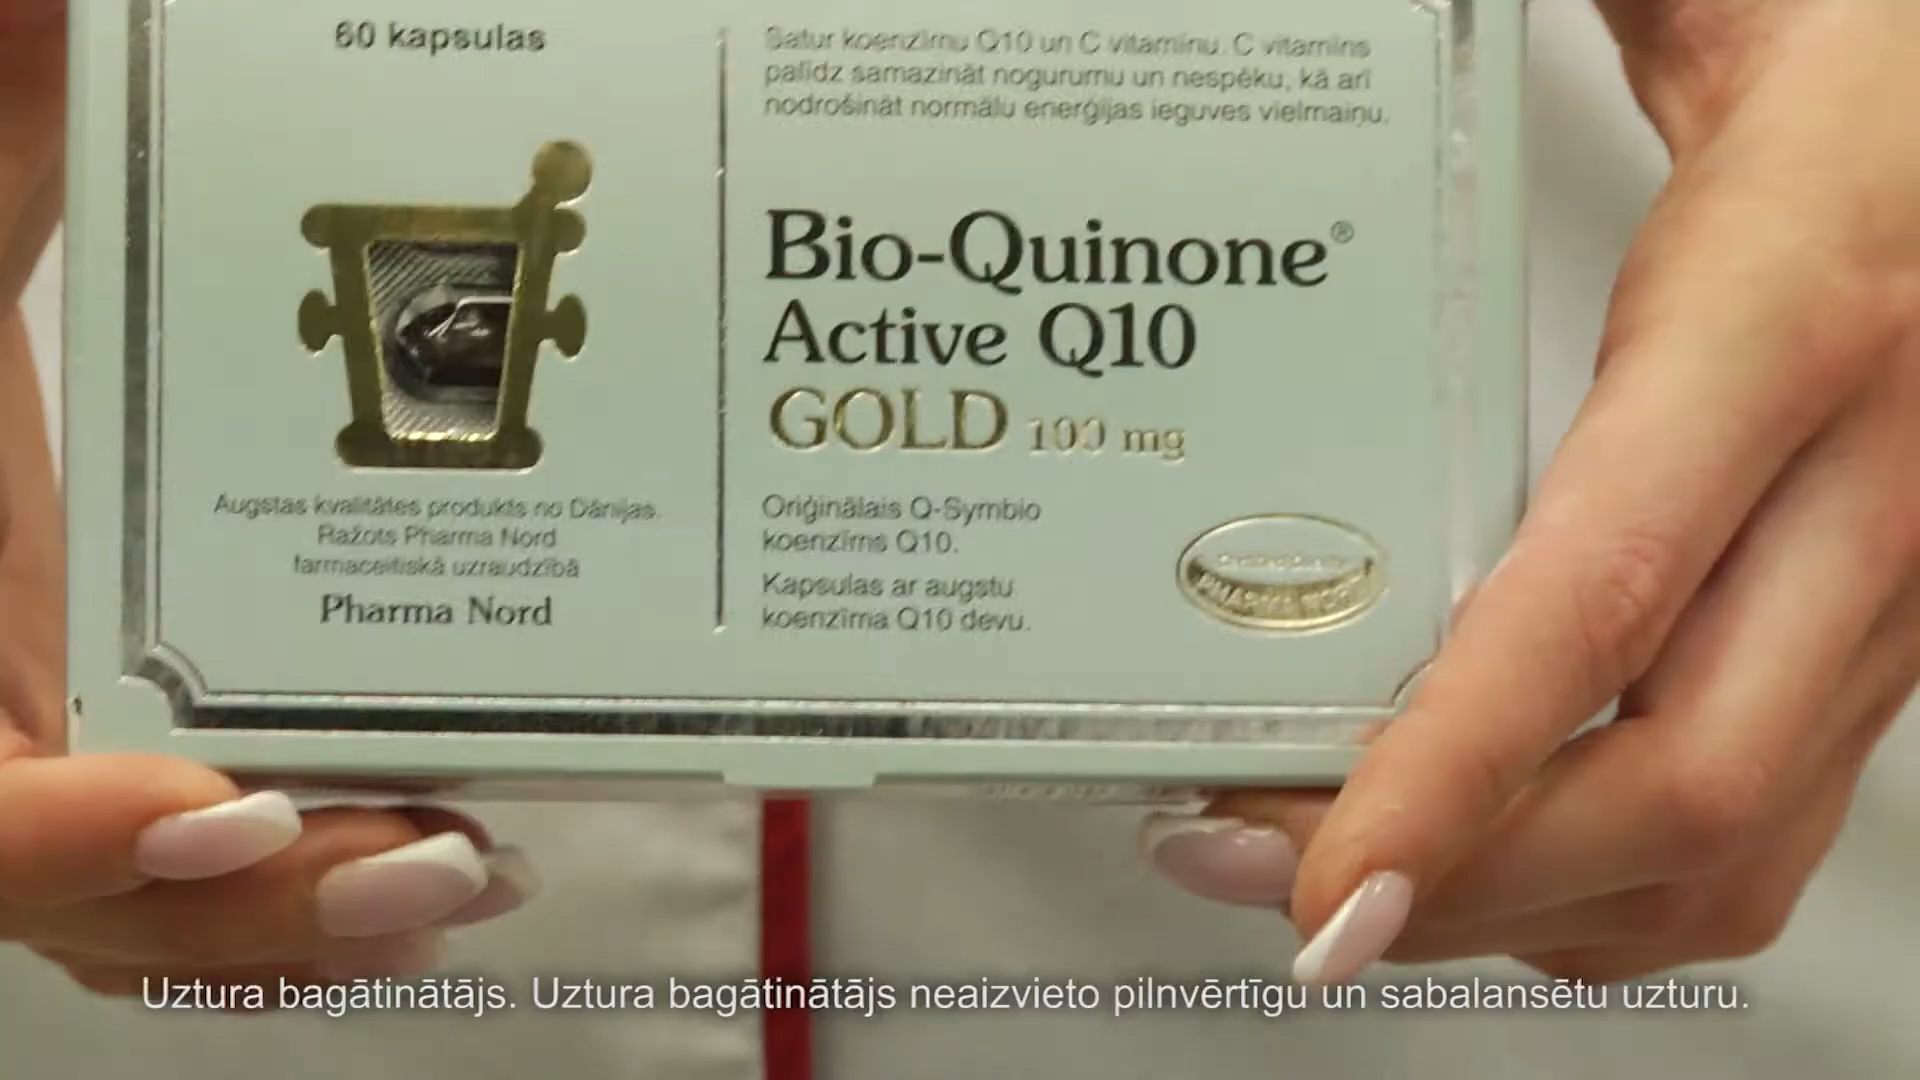 60 kapsulas
Augstas kvalitātes produkts no Dānijas.
Ražots Pharma Nord
farmaceitiskā uzraudzībā
Pharma Nord
Satur koenzīmu Q10 un C vitamīnu. C vitamīns
palīdz samazināt nogurumu un nespēku, kā arī
nodrošināt normālu enerģijas ieguves vielmaiņu.
Bio-Quinone®
Active Q10
GOLD 100 mg
Oriģinālais Q-Symbio
koenzīms Q10.
Kapsulas ar augstu
koenzīma Q10 devu.
PHARMA NORD
Uztura bagātinātājs. Uztura bagātinātājs neaizvieto pilnvērtīgu un sabalansētu uzturu.